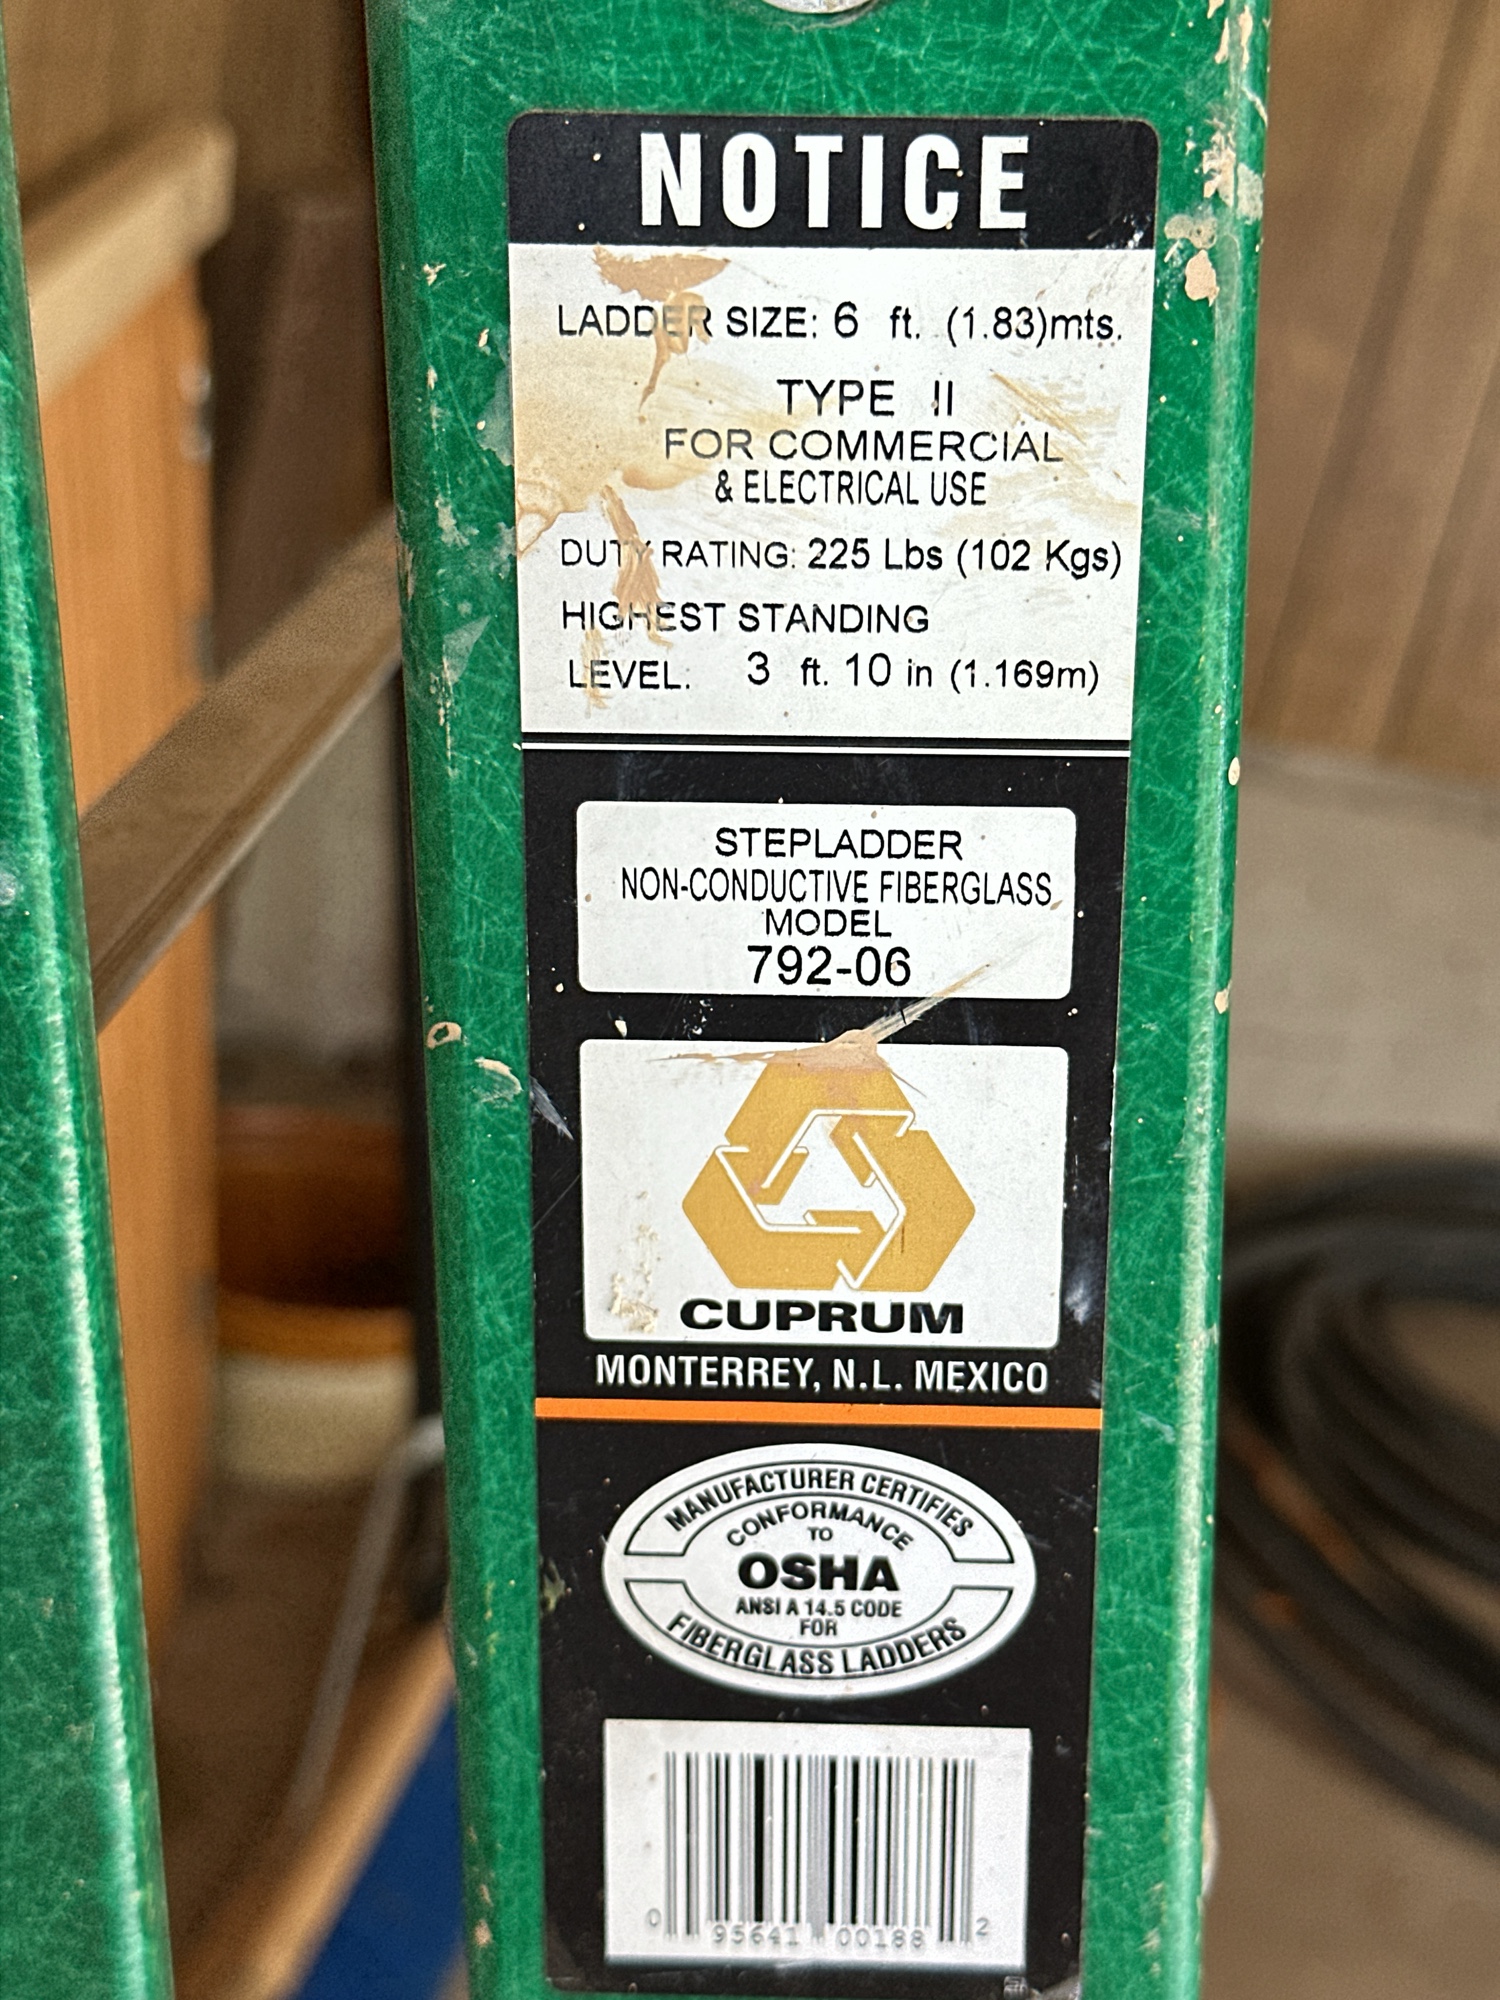 NOTICE
LADDER SIZE: 6 ft. (1.83)mts.
TYPE II
FOR COMMERCIAL
& ELECTRICAL USE
DUTY RATING: 225 Lbs (102 Kgs)
HIGHEST STANDING
LEVEL: 3 ft. 10 in (1.169m)
STEPLADDER
NON-CONDUCTIVE FIBERGLASS
MODEL
792-06
CUPRUM
MONTERREY, N.L. MEXICO
MANUFACTURER CERTIFIES
CONFORMANCE
TO
OSHA
ANSI A 14.5 CODE
FOR
FIBERGLASS LADDERS
0 95641 00188 2